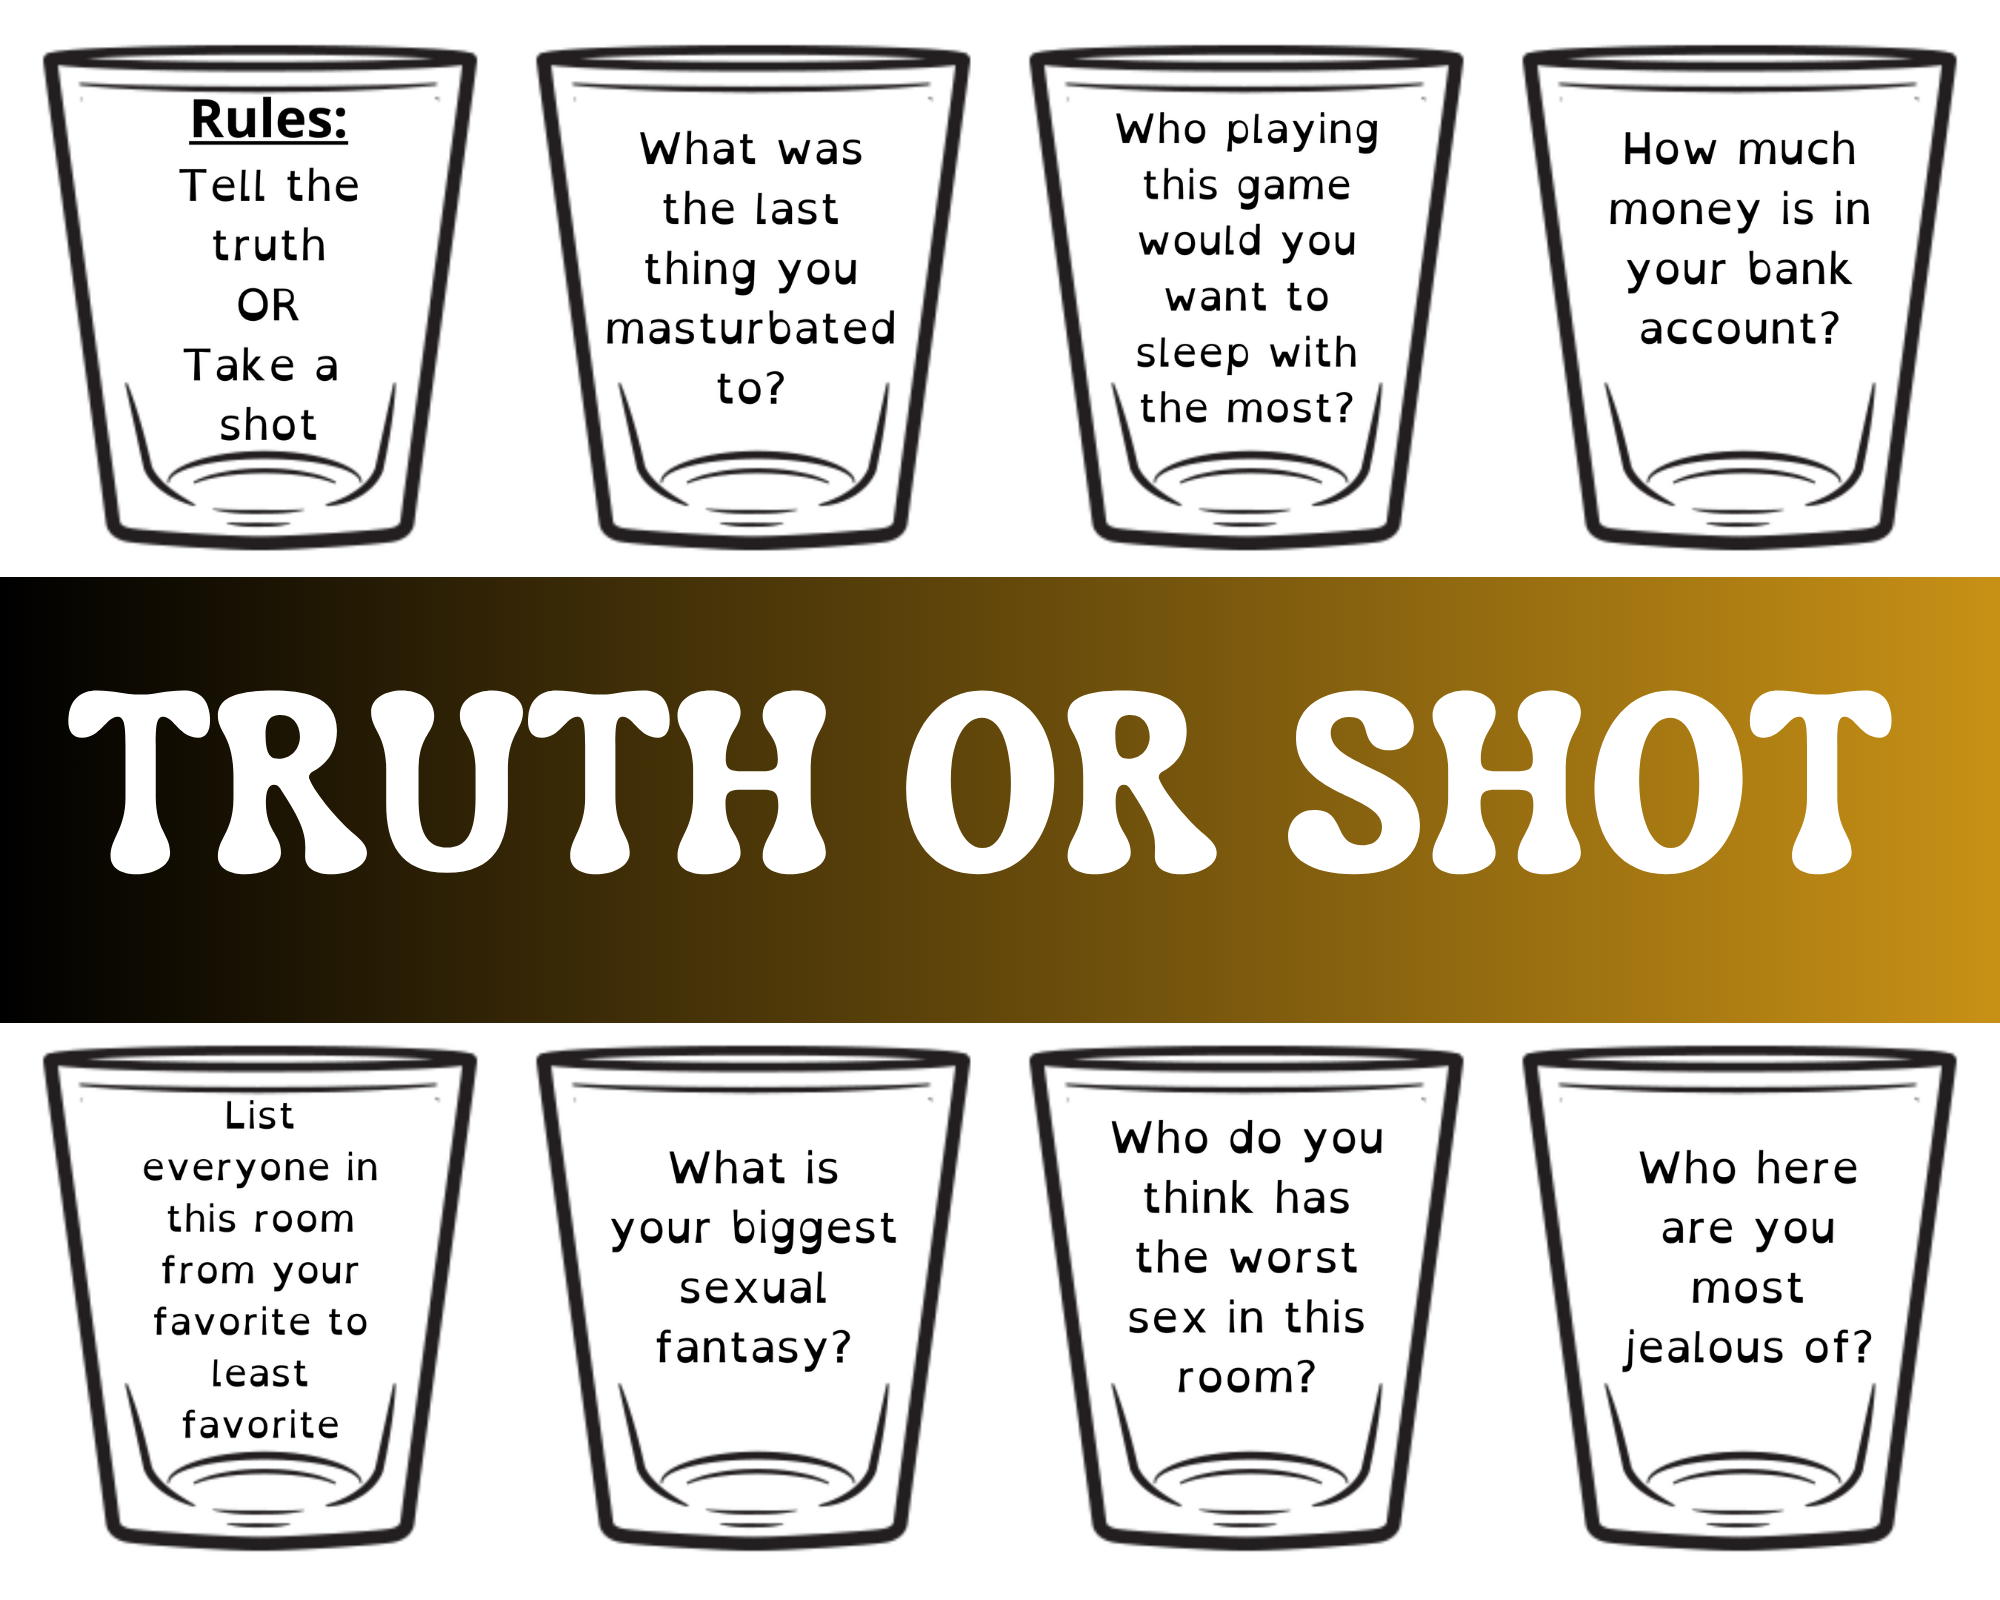 Rules:
Tell the
truth
OR
Take a
shot
What was
the last
thing you
masturbated
to?
Who playing
this game
would you
want to
sleep with
the most?
How much
money is in
your bank
account?
TRUTH OR SHOT
List
everyone in
this room
from your
favorite to
least
favorite
What is
your biggest
sexual
fantasy?
Who do you
think has
the worst
sex in this
room?
Who here
are you
most
jealous of?